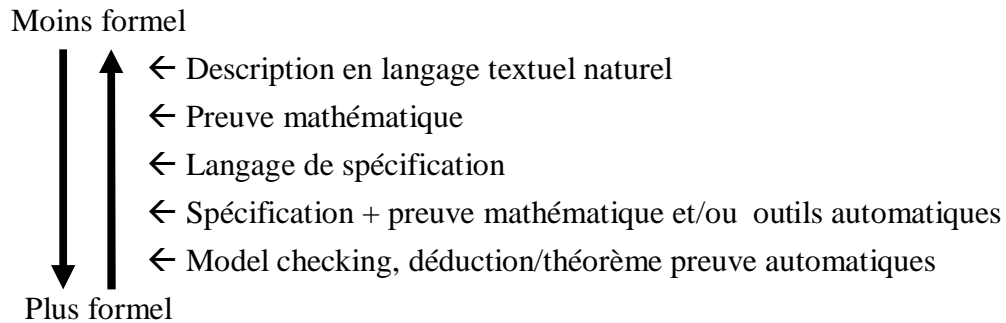 Moins formel
← Description en langage textuel naturel
← Preuve mathématique
← Langage de spécification
← Spécification + preuve mathématique et/ou outils automatiques
← Model checking, déduction/théorème preuve automatiques
Plus formel